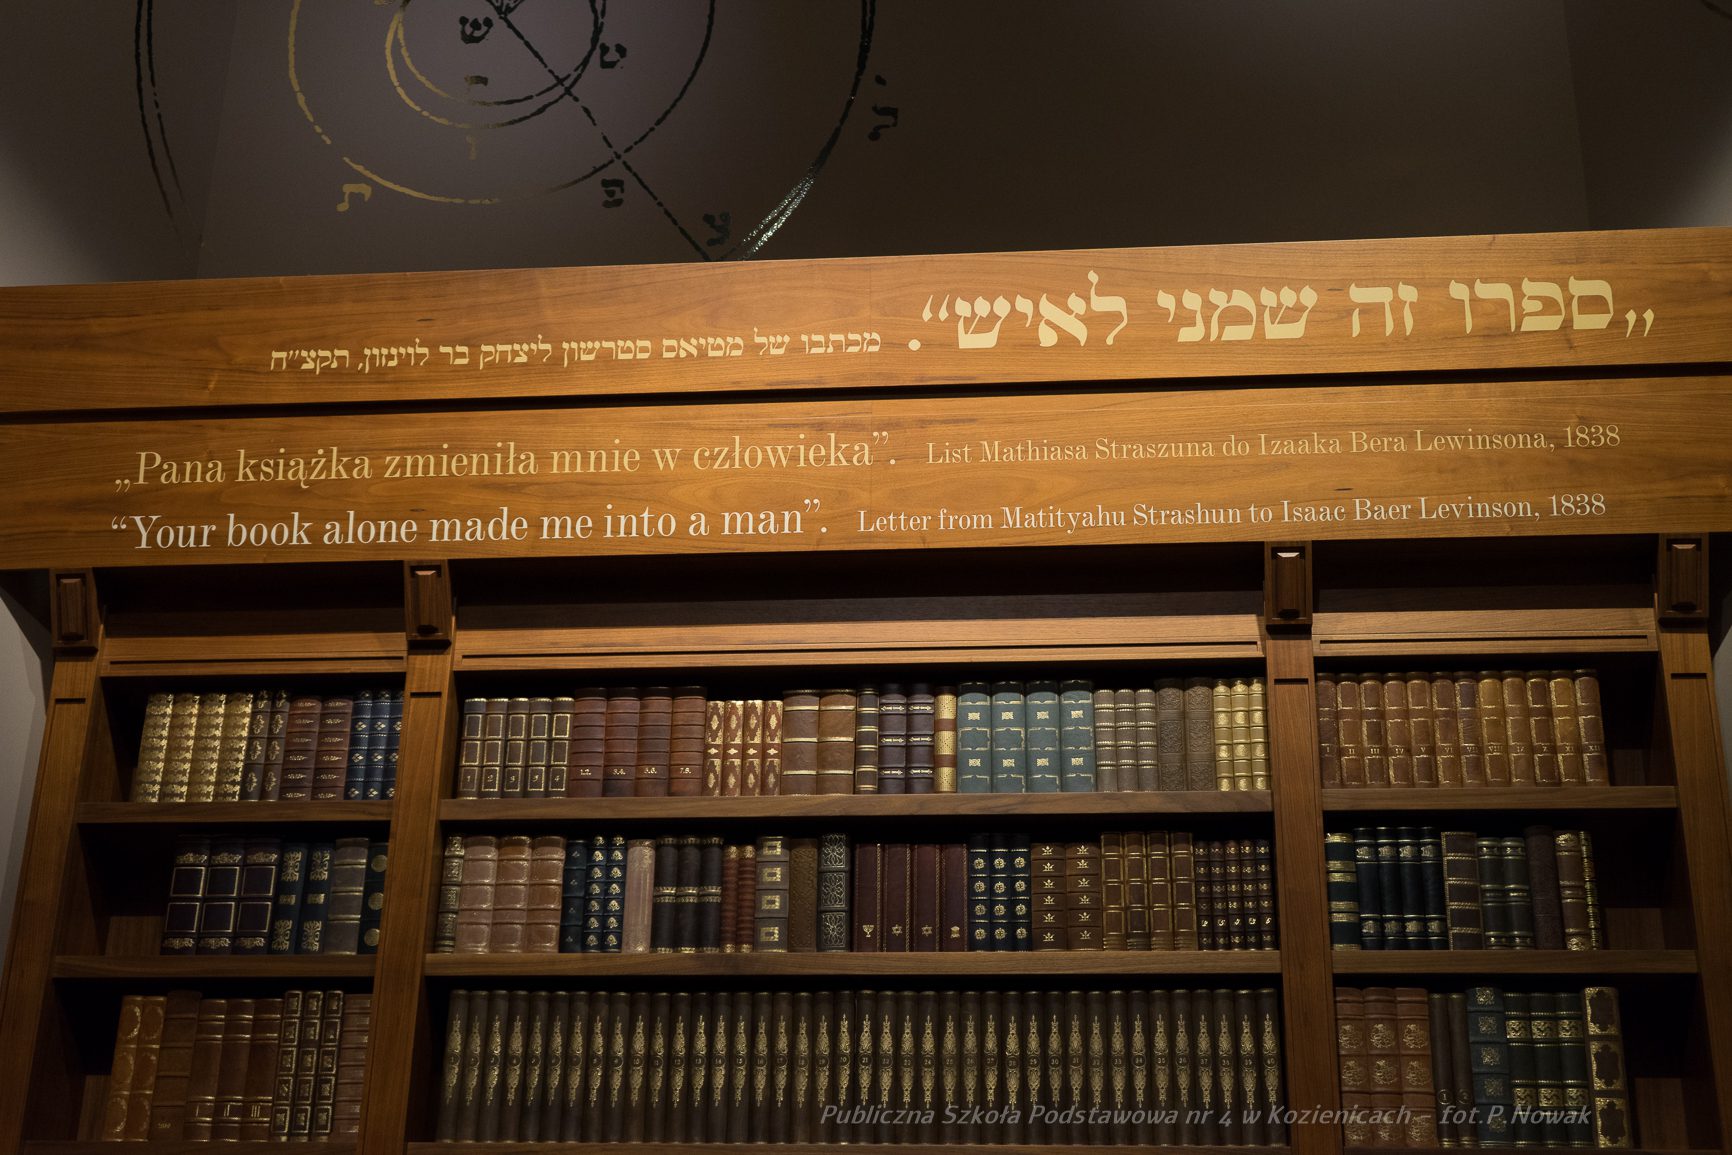 ש
ש
ת
פ
צ
„ספרו זה שמני לאיש“. מכתבו של מטיאס סטרשון ליצחק בר לוינזון, תקצ״ח
„Pana książka zmieniła mnie w człowieka”. List Mathiasa Straszuna do Izaaka Bera Lewinsona, 1838
“Your book alone made me into a man”. Letter from Matityahu Strashun to Isaac Baer Levinson, 1838
Publiczna Szkoła Podstawowa nr 4 w Kozienicach – fot.P.Nowak